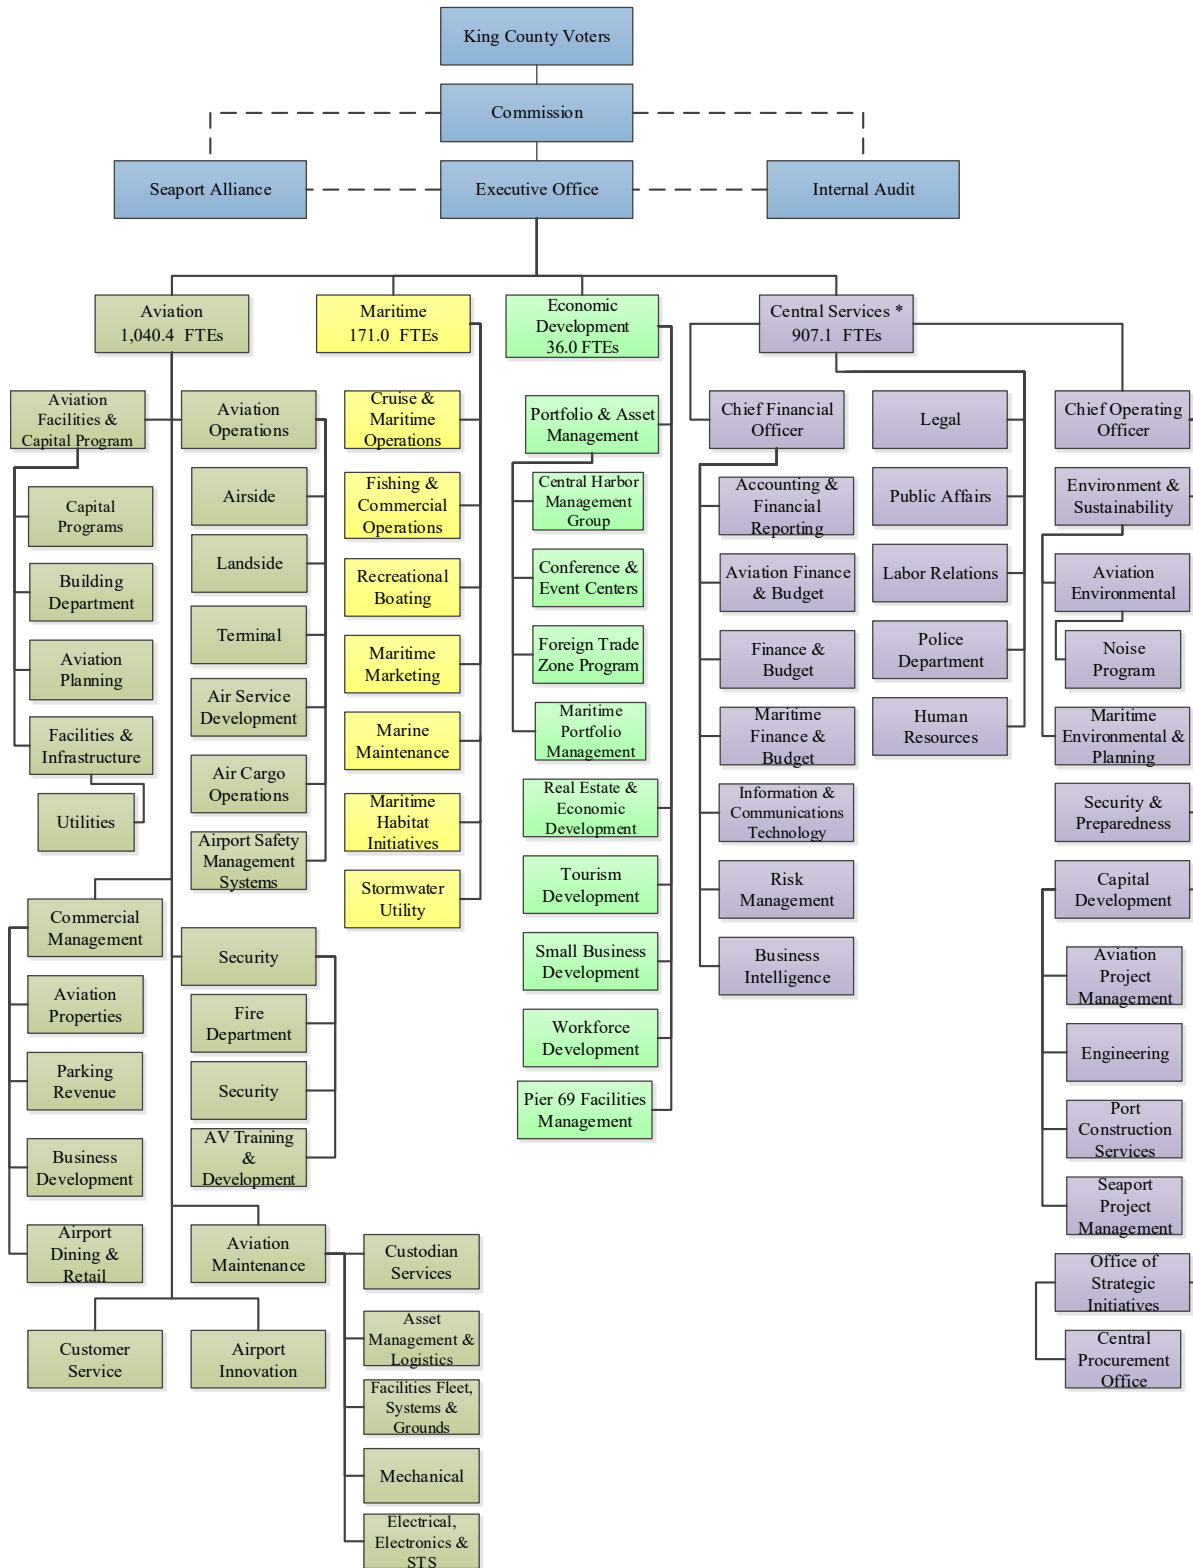 King County Voters
Commission
Seaport Alliance
Executive Office
Internal Audit
Aviation
1,040.4 FTEs
Maritime
171.0 FTEs
Economic
Development
36.0 FTEs
Central Services *
907.1 FTEs
Aviation
Facilities &
Capital Program
Capital
Programs
Building
Department
Aviation
Planning
Facilities &
Infrastructure
Utilities
Aviation
Operations
Airside
Landside
Terminal
Air Service
Development
Air Cargo
Operations
Airport Safety
Management
Systems
Commercial
Management
Aviation
Properties
Parking
Revenue
Business
Development
Airport
Dining &
Retail
Security
Fire
Department
Security
AV Training
&
Development
Aviation
Maintenance
Custodian
Services
Asset
Management &
Logistics
Facilities Fleet,
Systems &
Grounds
Mechanical
Electrical,
Electronics &
STS
Customer
Service
Airport
Innovation
Cruise &
Maritime
Operations
Fishing &
Commercial
Operations
Recreational
Boating
Maritime
Marketing
Marine
Maintenance
Maritime
Habitat
Initiatives
Stormwater
Utility
Portfolio & Asset
Management
Central Harbor
Management
Group
Conference &
Event Centers
Foreign Trade
Zone Program
Maritime
Portfolio
Management
Real Estate &
Economic
Development
Tourism
Development
Small Business
Development
Workforce
Development
Pier 69 Facilities
Management
Chief Financial
Officer
Accounting &
Financial
Reporting
Aviation Finance
& Budget
Finance &
Budget
Maritime
Finance &
Budget
Information &
Communications
Technology
Risk
Management
Business
Intelligence
Legal
Public Affairs
Labor Relations
Police
Department
Human
Resources
Chief Operating
Officer
Environment &
Sustainability
Aviation
Environmental
Noise
Program
Maritime
Environmental &
Planning
Security &
Preparedness
Capital
Development
Aviation
Project
Management
Engineering
Port
Construction
Services
Seaport
Project
Management
Office of
Strategic
Initiatives
Central
Procurement
Office